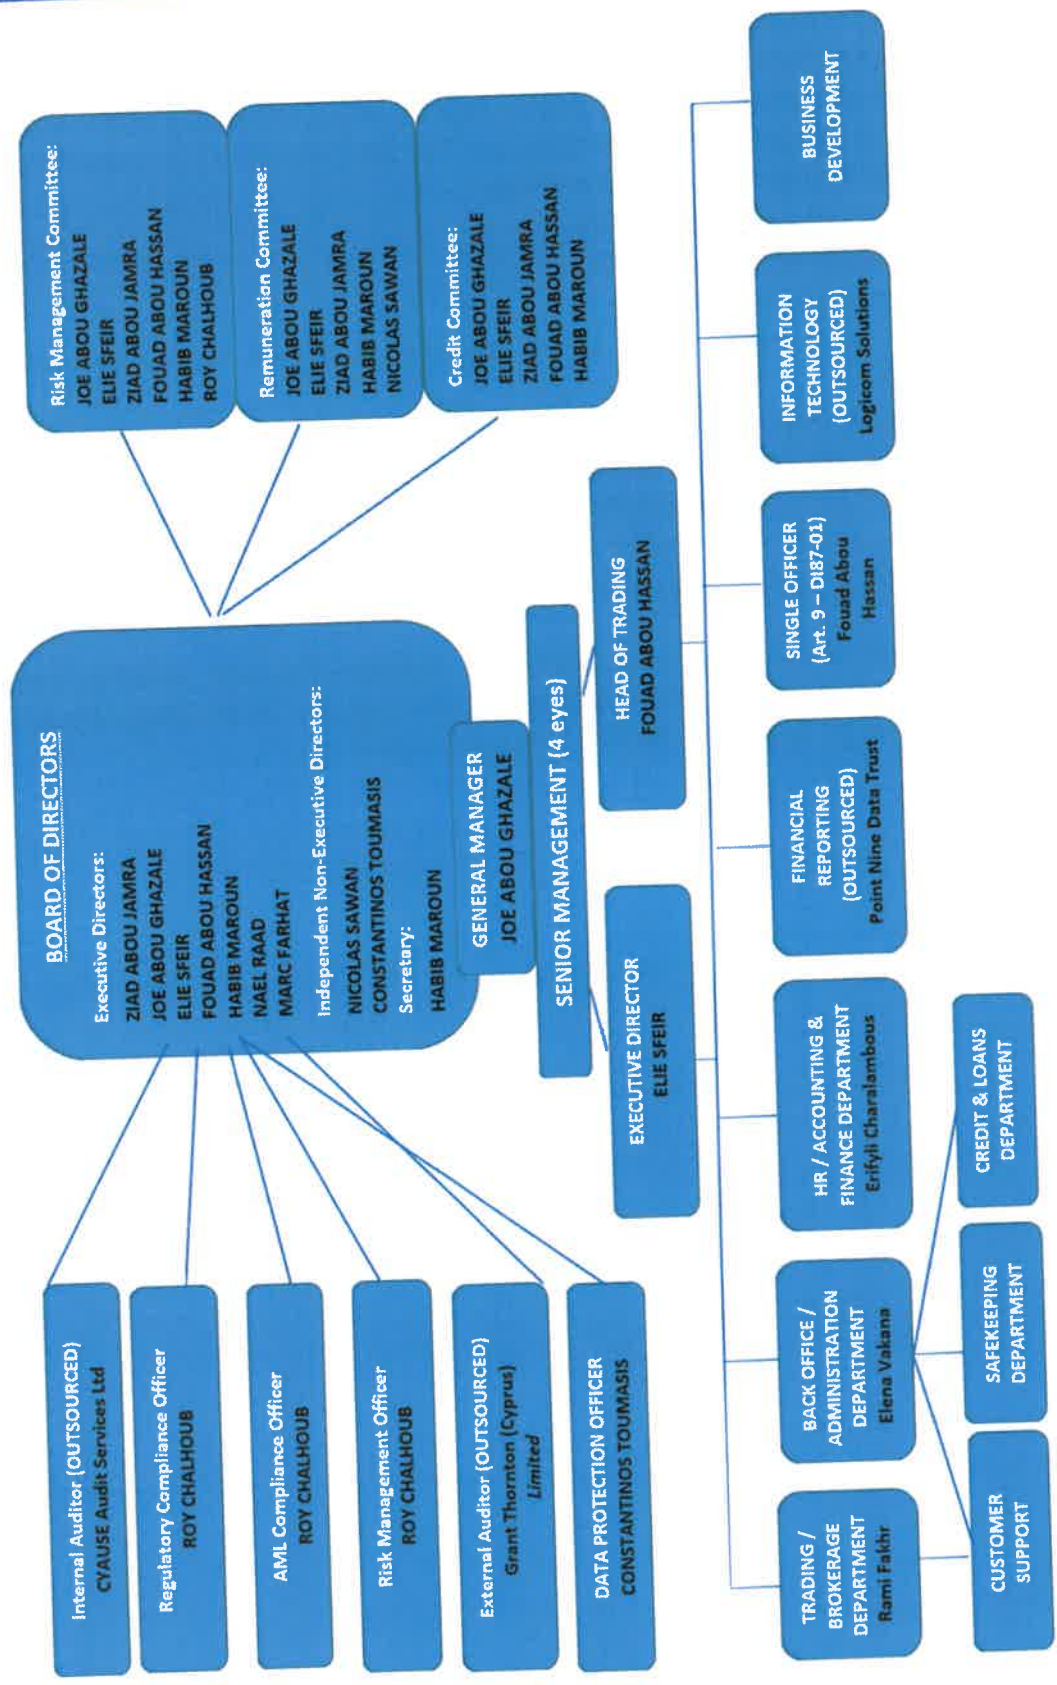 BOARD OF DIRECTORS
Executive Directors:
ZIAD ABOU JAMRA
JOE ABOU GHAZALE
ELIE SFEIR
FOUAD ABOU HASSAN
HABIB MAROUN
NAEL RAAD
MARC FARHAT
Independent Non-Executive Directors:
NICOLAS SAWAN
CONSTANTINOS TOUMASIS
Secretary:
HABIB MAROUN
Internal Auditor (OUTSOURCED)
CYAUSE Audit Services Ltd
Regulatory Compliance Officer
ROY CHALHOUB
AML Compliance Officer
ROY CHALHOUB
Risk Management Officer
ROY CHALHOUB
External Auditor (OUTSOURCED)
Grant Thornton (Cyprus)
Limited
DATA PROTECTION OFFICER
CONSTANTINOS TOUMASIS
Risk Management Committee:
JOE ABOU GHAZALE
ELIE SFEIR
ZIAD ABOU JAMRA
FOUAD ABOU HASSAN
HABIB MAROUN
ROY CHALHOUB
Remuneration Committee:
JOE ABOU GHAZALE
ELIE SFEIR
ZIAD ABOU JAMRA
HABIB MAROUN
NICOLAS SAWAN
Credit Committee:
JOE ABOU GHAZALE
ELIE SFEIR
ZIAD ABOU JAMRA
FOUAD ABOU HASSAN
HABIB MAROUN
GENERAL MANAGER
JOE ABOU GHAZALE
SENIOR MANAGEMENT (4 eyes)
EXECUTIVE DIRECTOR
ELIE SFEIR
HEAD OF TRADING
FOUAD ABOU HASSAN
TRADING /
BROKERAGE
DEPARTMENT
Rami Fakhr
BACK OFFICE /
ADMINISTRATION
DEPARTMENT
Elena Vakana
HR / ACCOUNTING &
FINANCE DEPARTMENT
Erifyli Charalambous
FINANCIAL
REPORTING
(OUTSOURCED)
Point Nine Data Trust
SINGLE OFFICER
(Art. 9 – DI87-01)
Fouad Abou
Hassan
INFORMATION
TECHNOLOGY
(OUTSOURCED)
Logicom Solutions
BUSINESS
DEVELOPMENT
CUSTOMER
SUPPORT
SAFEKEEPING
DEPARTMENT
CREDIT & LOANS
DEPARTMENT